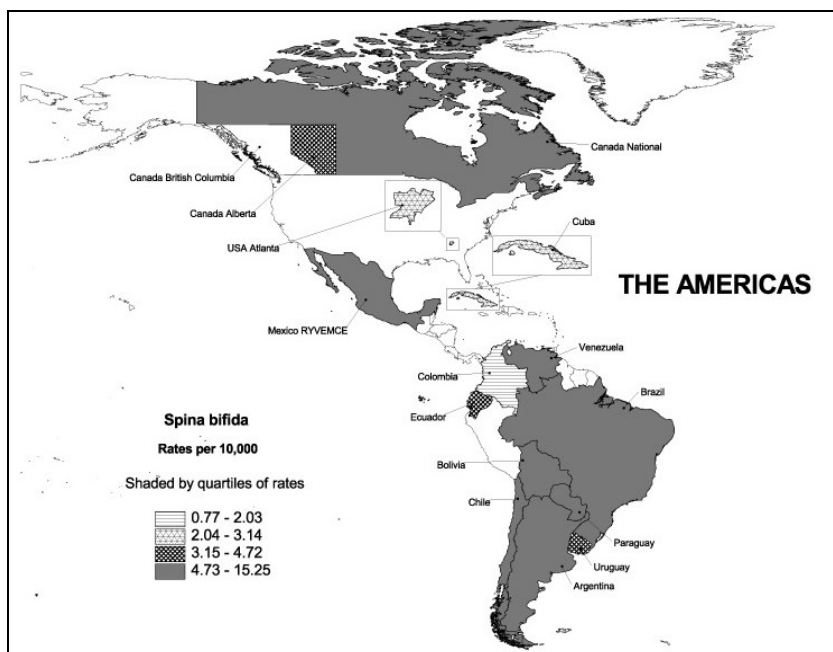 Canada National
Canada British Columbia
Canada Alberta
Cuba
USA Atlanta
THE AMERICAS
Mexico RYVEMCE
Venezuela
Colombia
Brazil
Ecuador
Spina bifida
Rates per 10,000
Bolivia
Shaded by quartiles of rates
Chile
0.77 - 2.03
2.04 - 3.14
Paraguay
3.15 - 4.72
Uruguay
4.73 - 15.25
Argentina